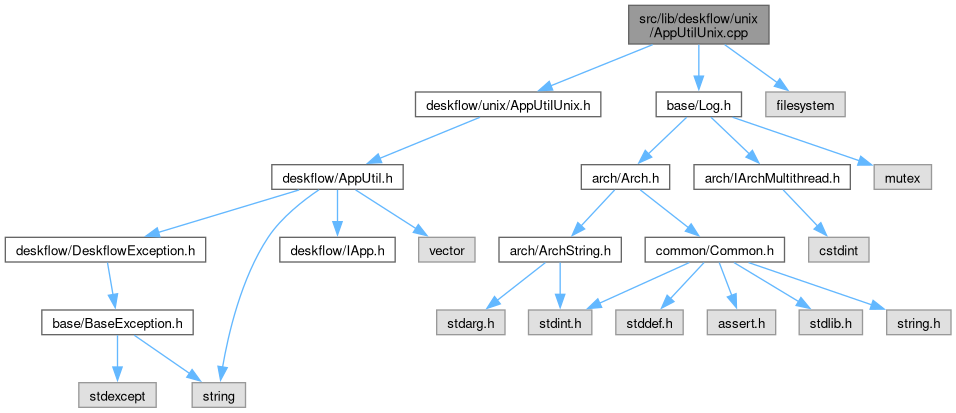 src/lib/deskflow/unix
/AppUtilUnix.cpp
deskflow/unix/AppUtilUnix.h
base/Log.h
filesystem
deskflow/AppUtil.h
arch/Arch.h
arch/IArchMultithread.h
mutex
deskflow/DeskflowException.h
deskflow/IApp.h
vector
arch/ArchString.h
common/Common.h
cstdint
base/BaseException.h
stdarg.h
stdint.h
stddef.h
assert.h
stdlib.h
string.h
stdexcept
string